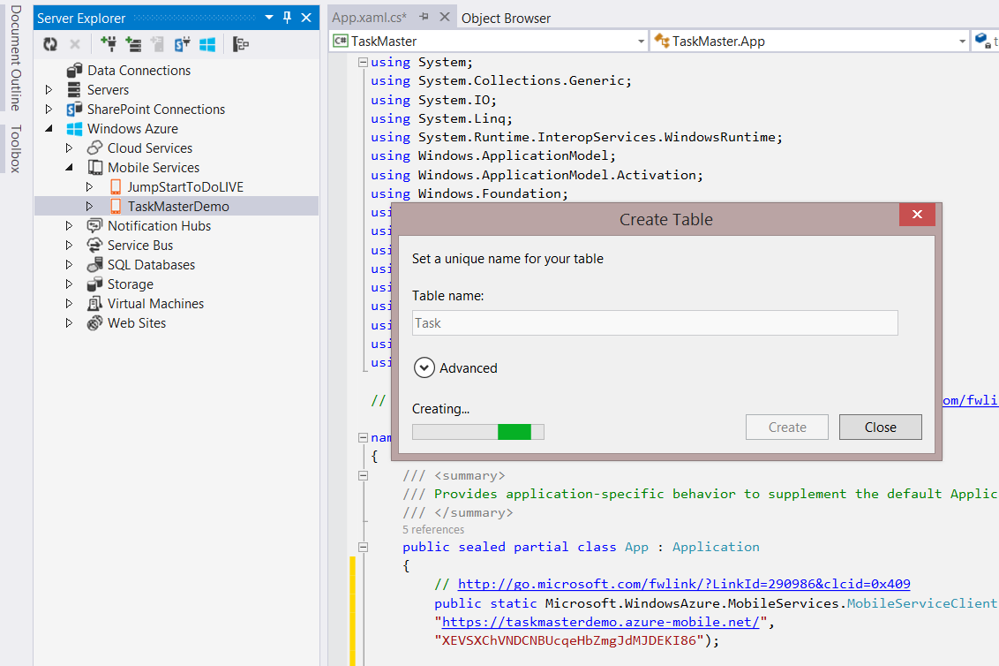 Document Outline
Toolbox
Server Explorer
Data Connections
Servers
SharePoint Connections
Windows Azure
Cloud Services
Mobile Services
JumpStartToDoLIVE
TaskMasterDemo
Notification Hubs
Service Bus
SQL Databases
Storage
Virtual Machines
Web Sites
App.xaml.cs* Object Browser
C# TaskMaster TaskMaster.App
using System;
using System.Collections.Generic;
using System.IO;
using System.Linq;
using System.Runtime.InteropServices.WindowsRuntime;
using Windows.ApplicationModel;
using Windows.ApplicationModel.Activation;
using Windows.Foundation;
usi
usi
usi
usi
usi
usi
usi
usi
usi
// om/fwli
nam
{
Create Table
Set a unique name for your table
Table name:
Task
Advanced
Creating...
Create Close
/// <summary>
/// Provides application-specific behavior to supplement the default Applic
/// </summary>
5 references
public sealed partial class App : Application
{
// http://go.microsoft.com/fwlink/?LinkId=290986&clcid=0x409
public static Microsoft.WindowsAzure.MobileServices.MobileServiceClient
"https://taskmasterdemo.azure-mobile.net/",
"XEVSXChVNDCNBUcqeHbZmgJdMJDEKI86");